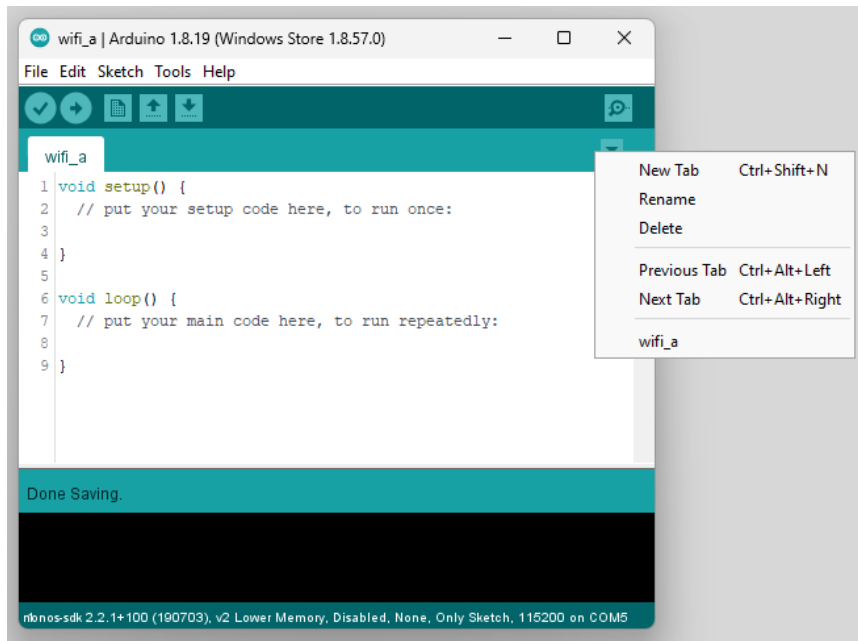 wifi_a | Arduino 1.8.19 (Windows Store 1.8.57.0)
File Edit Sketch Tools Help
wifi_a
1 void setup() {
2 // put your setup code here, to run once:
3
4 }
5
6 void loop() {
7 // put your main code here, to run repeatedly:
8
9 }
New Tab Ctrl+Shift+N
Rename
Delete
Previous Tab Ctrl+Alt+Left
Next Tab Ctrl+Alt+Right
wifi_a
Done Saving.
nonos-sdk 2.2.1+100 (190703), v2 Lower Memory, Disabled, None, Only Sketch, 115200 on COM5